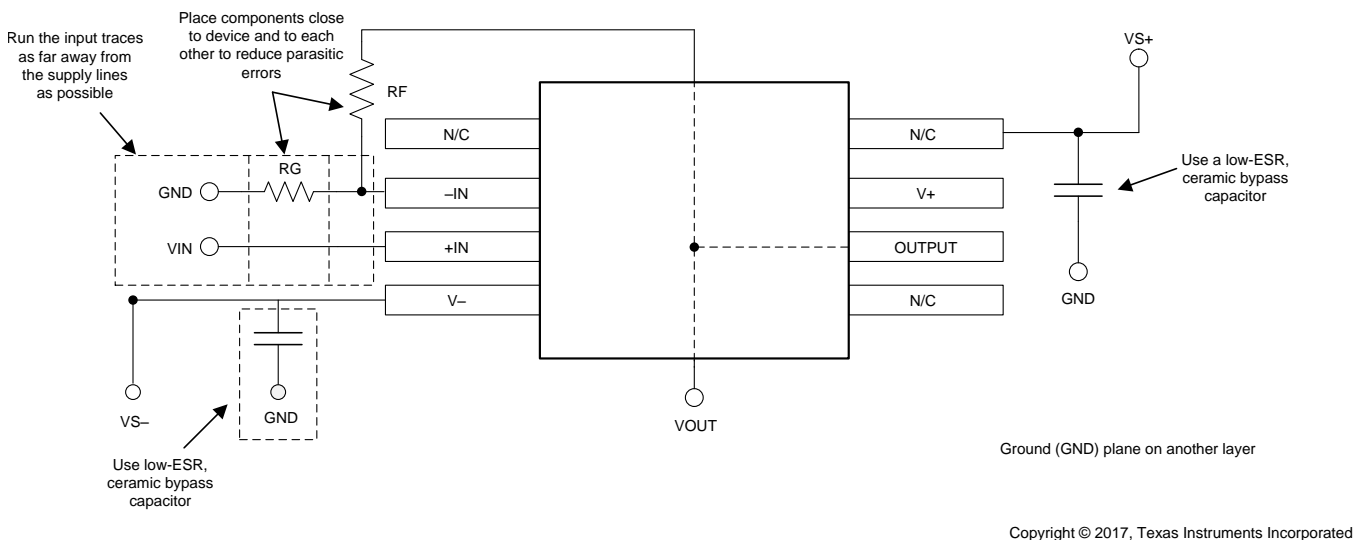 Run the input traces
as far away from
the supply lines
as possible
Place components close
to device and to each
other to reduce parasitic
errors
RF
VS+
N/C
N/C
Use a low-ESR,
ceramic bypass
capacitor
RG
GND
–IN
V+
VIN
+IN
OUTPUT
GND
V–
N/C
VS–
GND
VOUT
Use low-ESR,
ceramic bypass
capacitor
Ground (GND) plane on another layer
Copyright © 2017, Texas Instruments Incorporated